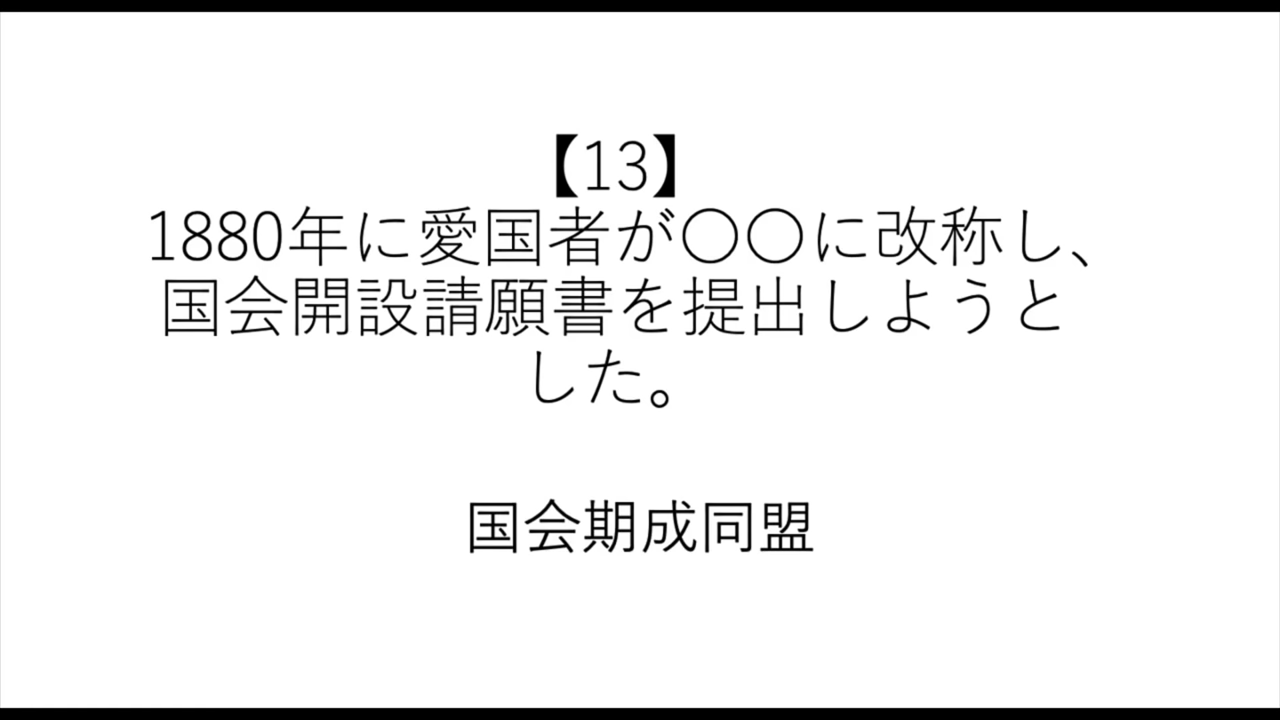 【13】
1880年に愛国者が〇〇に改称し、
国会開設請願書を提出しようと
した。
国会期成同盟